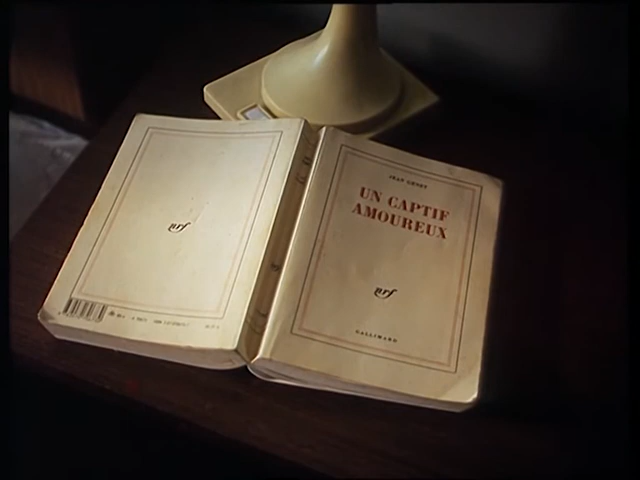 JEAN GENET
UN CAPTIF
AMOUREUX
nrf
GALLIMARD
nrf